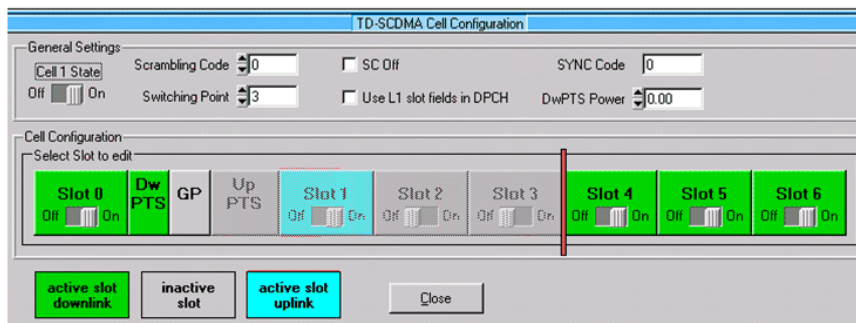 TD-SCDMA Cell Configuration
General Settings
Cell 1 State
Off On
Scrambling Code 0
Switching Point 3
SC Off
Use L1 slot fields in DPCH
SYNC Code 0
DwPTS Power 0.00
Cell Configuration
Select Slot to edit
Slot 0
Off On
Dw PTS
GP
Up PTS
Slot 1
Off On
Slot 2
Off On
Slot 3
Off On
Slot 4
Off On
Slot 5
Off On
Slot 6
Off On
active slot
downlink
inactive
slot
active slot
uplink
Close